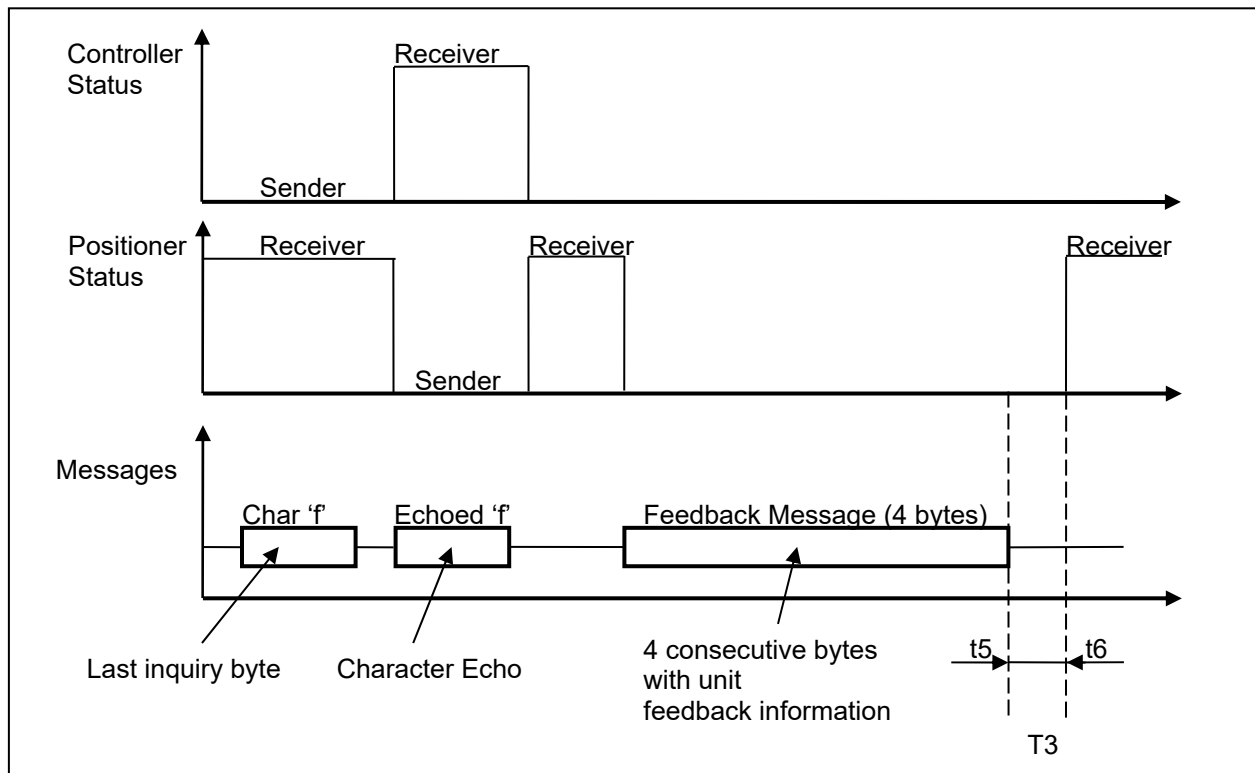 Controller
Status
Receiver
Sender
Positioner
Status
Receiver
Receiver
Receiver
Sender
Messages
Char ‘f’
Echoed ‘f’
Feedback Message (4 bytes)
Last inquiry byte
Character Echo
4 consecutive bytes
with unit
feedback information
t5
t6
T3